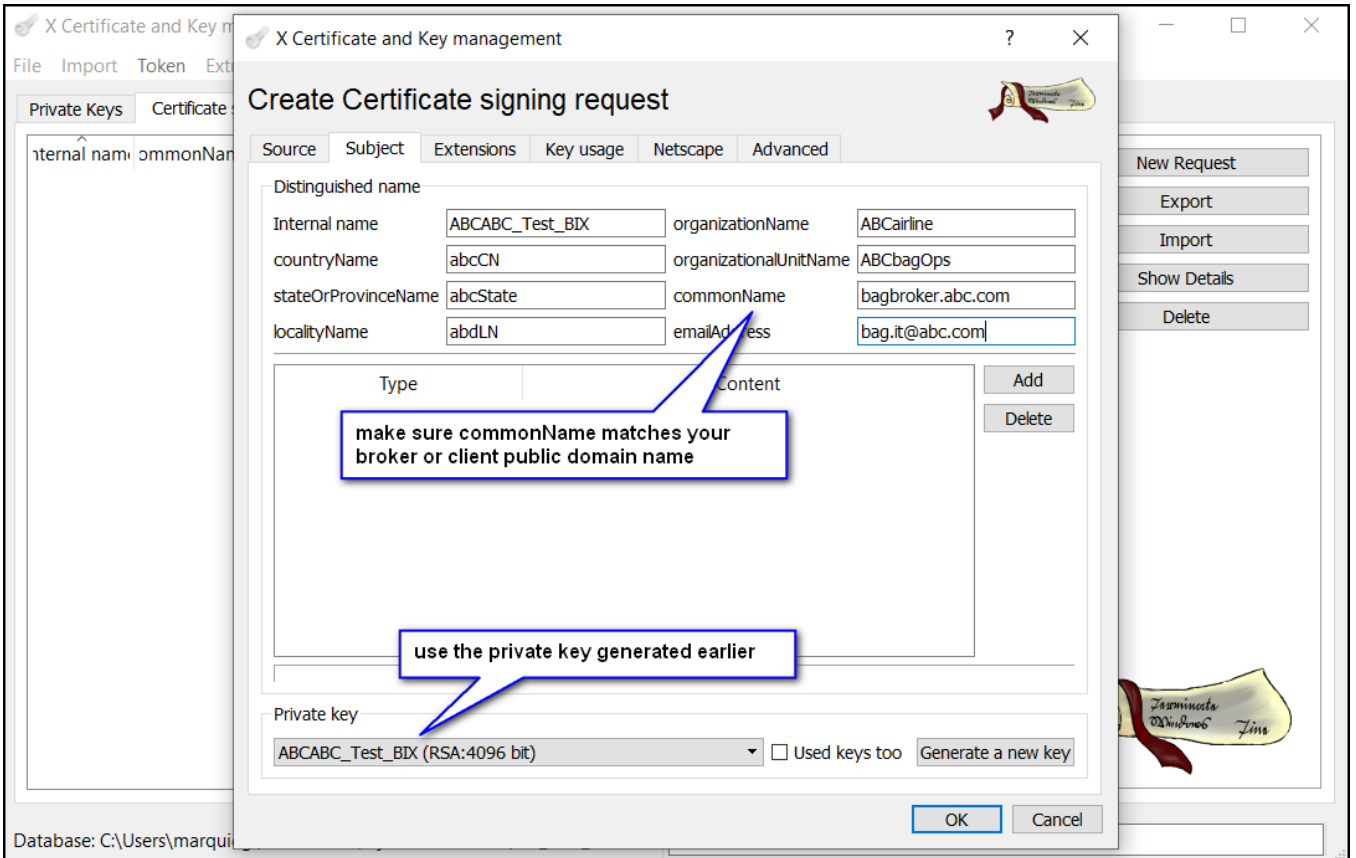 X Certificate and Key m
File Import Token Ext
Private Keys Certificate s
nternal name ommonNam
X Certificate and Key management
?
Create Certificate signing request
Source Subject Extensions Key usage Netscape Advanced
Distinguished name
Internal name ABCABC_Test_BIX organizationName ABCairline
countryName abcCN organizationalUnitName ABCbagOps
stateOrProvinceName abcState commonName bagbroker.abc.com
localityName abdLN emailAddress bag.it@abc.com
Type Content
Add
Delete
make sure commonName matches your
broker or client public domain name
use the private key generated earlier
Private key
ABCABC_Test_BIX (RSA:4096 bit) Used keys too Generate a new key
OK Cancel
New Request
Export
Import
Show Details
Delete
Windows
Time
Database: C:\Users\marqui